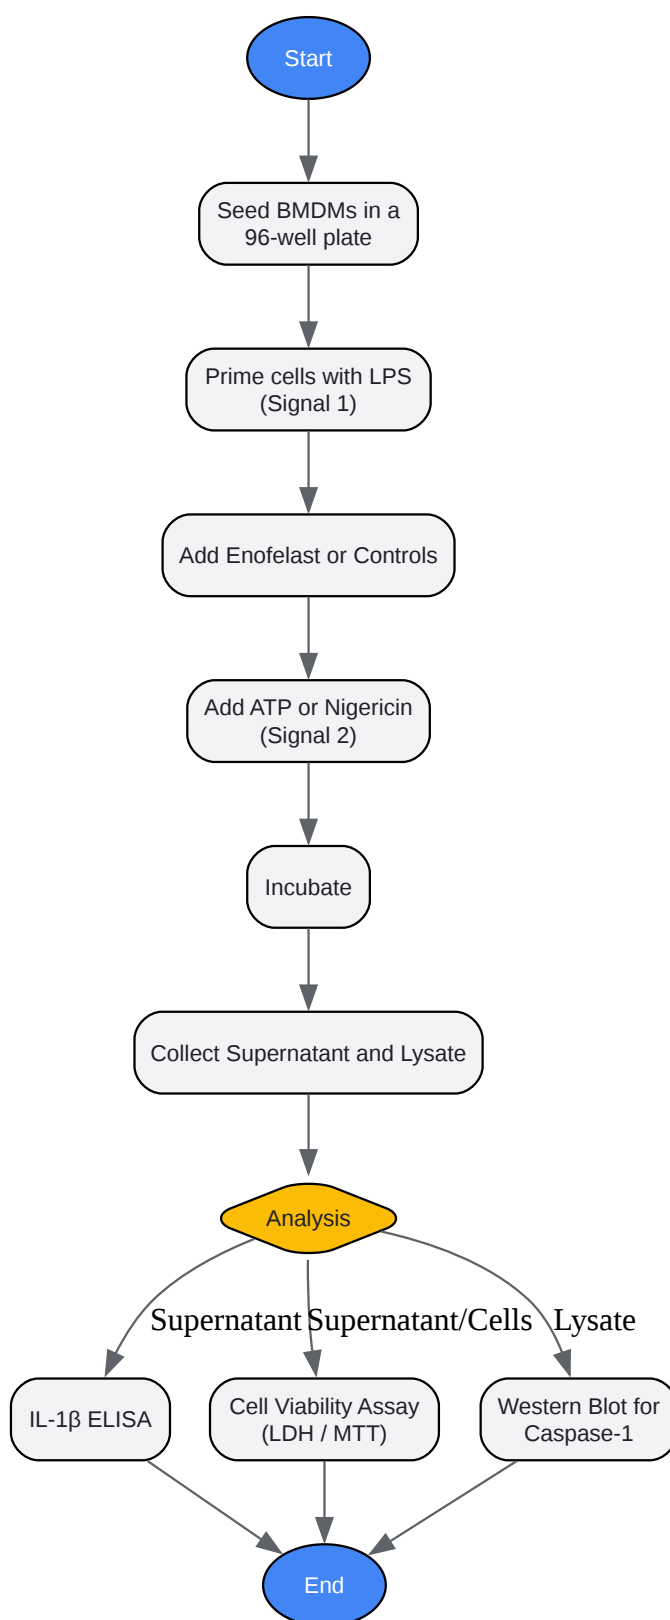 Start
Seed BMDMs in a
96-well plate
Prime cells with LPS
(Signal 1)
Add Enofelast or Controls
Add ATP or Nigericin
(Signal 2)
Incubate
Collect Supernatant and Lysate
Analysis
Supernatant
Supernatant/Cells
Lysate
IL-1β ELISA
Cell Viability Assay
(LDH / MTT)
Western Blot for
Caspase-1
End